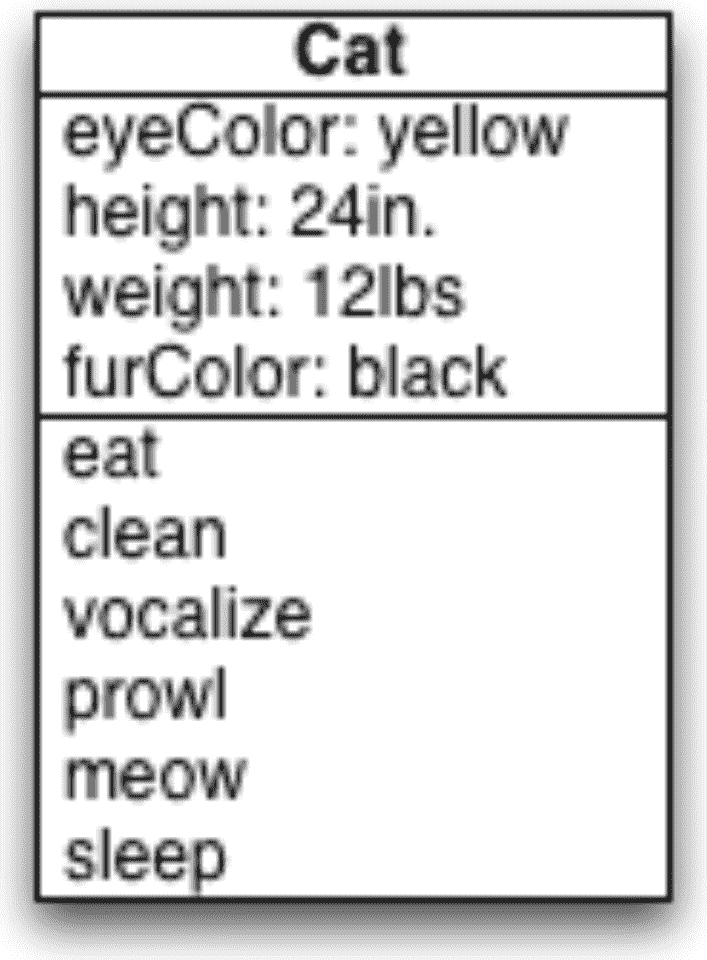 Cat
eyeColor: yellow
height: 24in.
weight: 12lbs
furColor: black
eat
clean
vocalize
prowl
meow
sleep